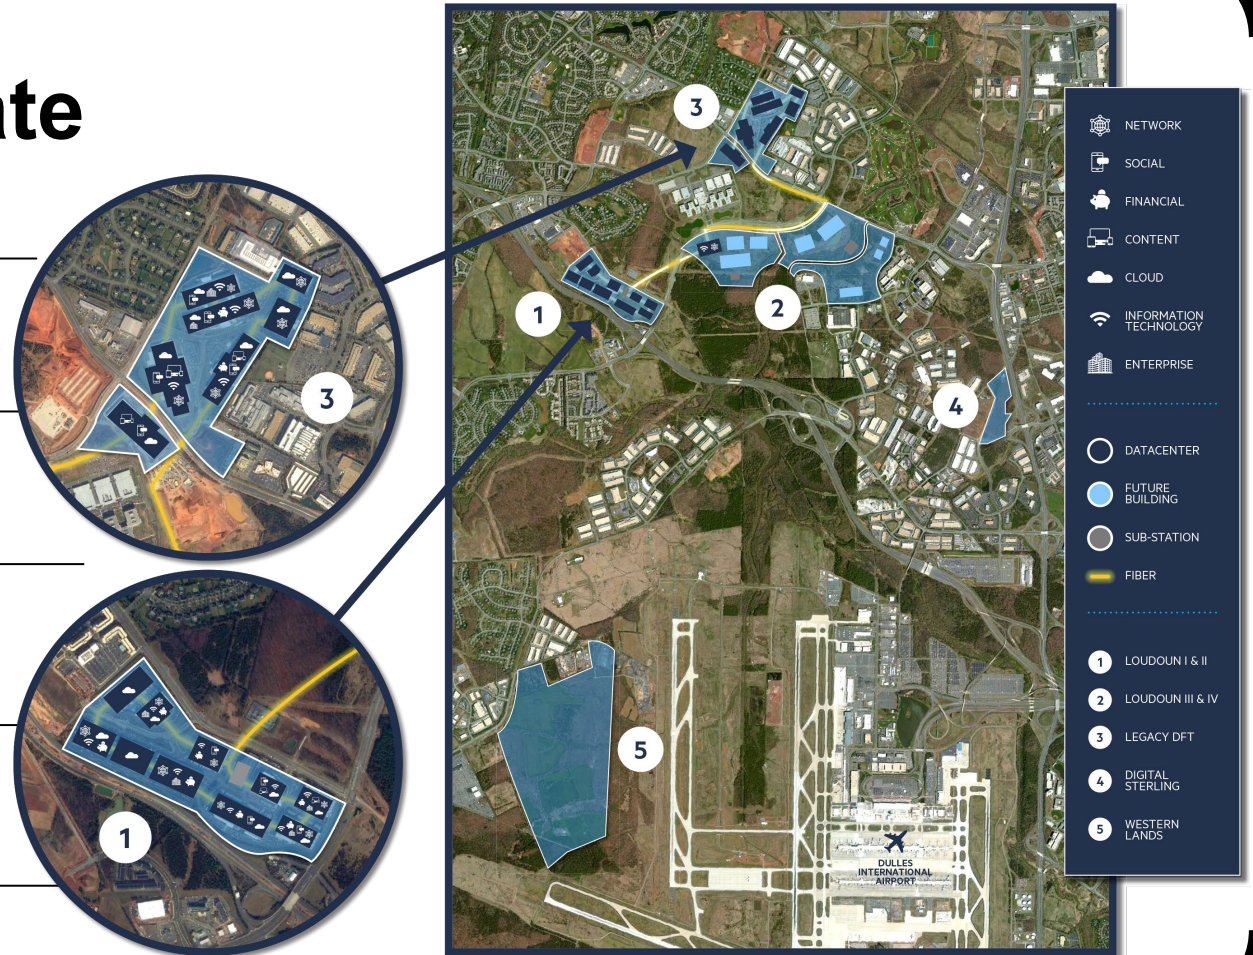 ate
3
1
2
4
5
DULLES
INTERNATIONAL
AIRPORT
3
1
NETWORK
SOCIAL
FINANCIAL
CONTENT
CLOUD
INFORMATION
TECHNOLOGY
ENTERPRISE
DATACENTER
FUTURE
BUILDING
SUB-STATION
FIBER
1 LOUDOUN I & II
2 LOUDOUN III & IV
3 LEGACY DFT
4 DIGITAL
STERLING
5 WESTERN
LANDS